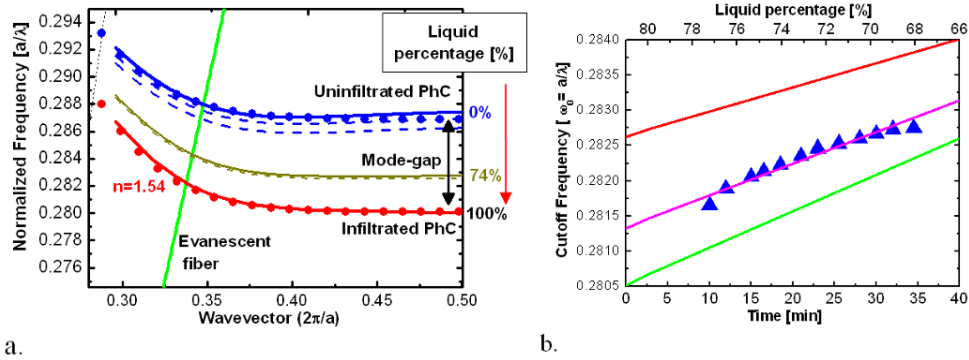 a.
Normalized Frequency [a/λ]
0.294
0.292
0.290
0.288
0.286
0.284
0.282
0.280
0.278
0.276
Liquid
percentage [%]
Uninfiltrated PhC
0%
Mode-gap
74%
n=1.54
100%
Infiltrated PhC
Evanescent
fiber
0.30 0.35 0.40 0.45 0.50
Wavevector (2π/a)
b.
Liquid percentage [%]
80 78 76 74 72 70 68 66
Cutoff Frequency [ ω₀= a/λ]
0.2840
0.2835
0.2830
0.2825
0.2820
0.2815
0.2810
0.2805
0 5 10 15 20 25 30 35 40
Time [min]